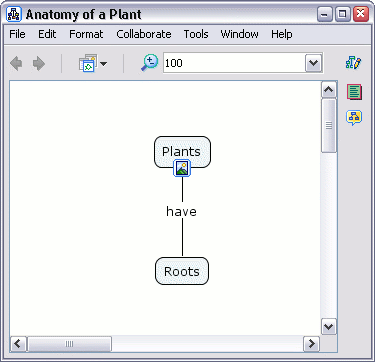 Anatomy of a Plant
File Edit Format Collaborate Tools Window Help
100
Plants
have
Roots